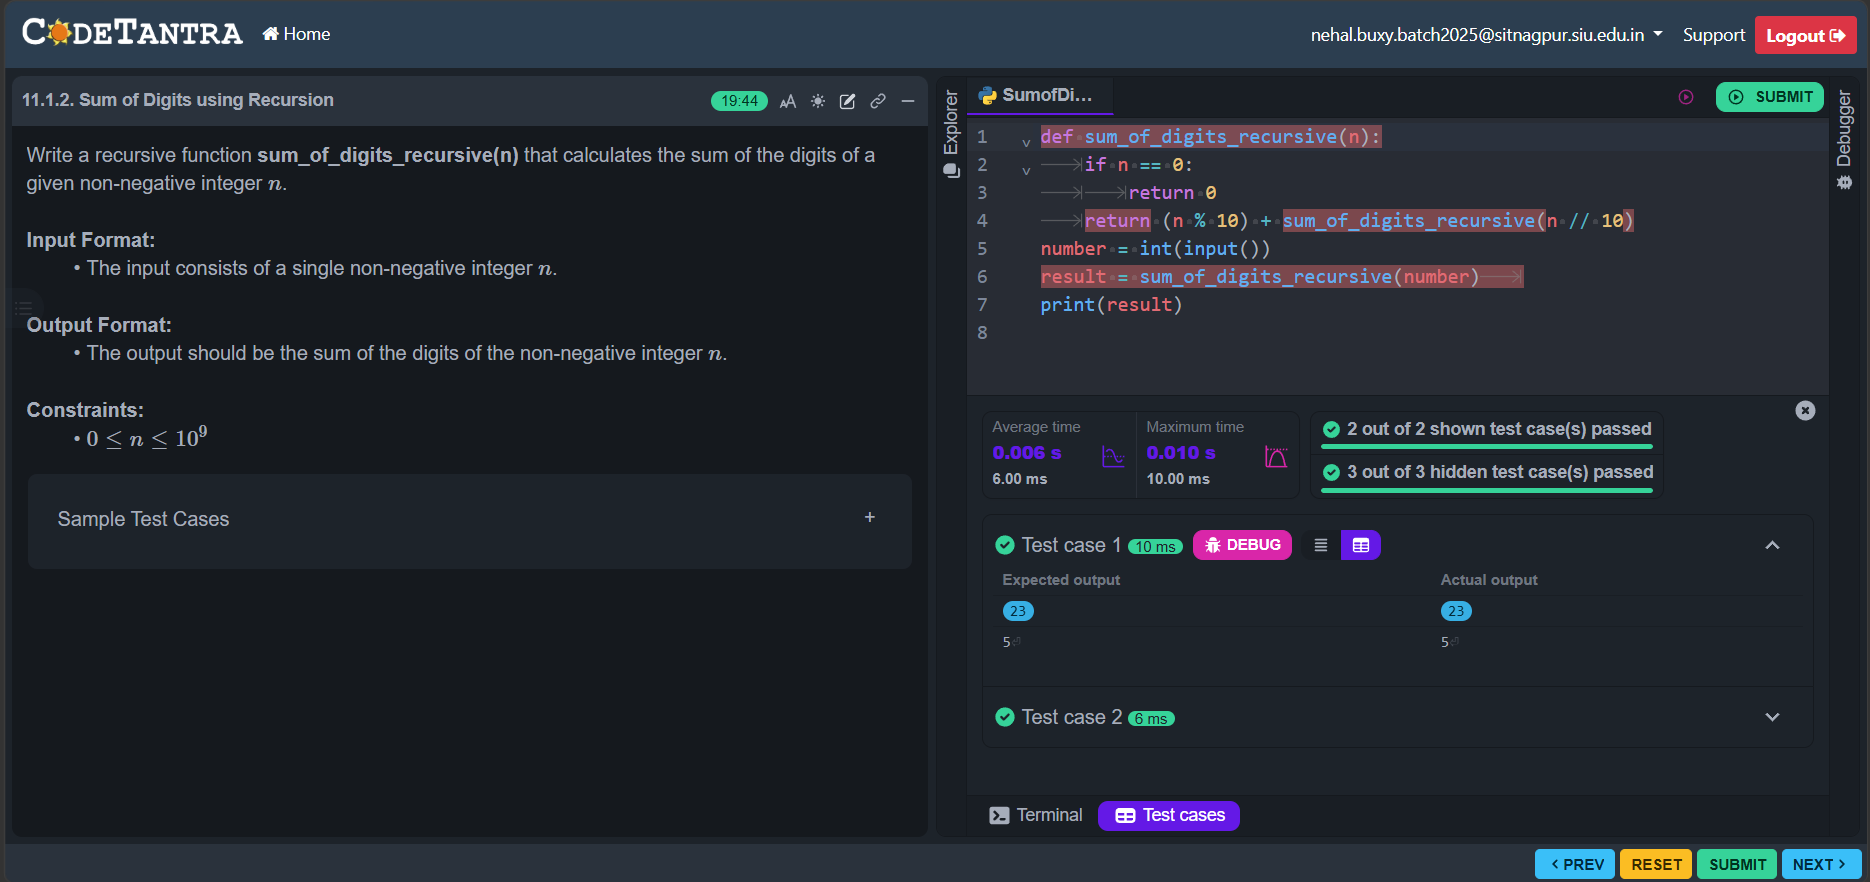 CODETANTRA
Home
nehal.buxy.batch2025@sitnagpur.siu.edu.in
Support
Logout
11.1.2. Sum of Digits using Recursion
19:44
AA
Write a recursive function sum_of_digits_recursive(n) that calculates the sum of the digits of a
given non-negative integer n.
Input Format:
• The input consists of a single non-negative integer n.
Output Format:
• The output should be the sum of the digits of the non-negative integer n.
Constraints:
• 0 ≤ n ≤ 10⁹
Sample Test Cases
+
Explorer
SumofDi...
SUBMIT
Debugger
1 def sum_of_digits_recursive(n):
2 if n == 0:
3 return 0
4 return (n % 10) + sum_of_digits_recursive(n // 10)
5 number = int(input())
6 result = sum_of_digits_recursive(number)
7 print(result)
8
Average time
0.006 s
6.00 ms
Maximum time
0.010 s
10.00 ms
2 out of 2 shown test case(s) passed
3 out of 3 hidden test case(s) passed
Test case 1 10 ms DEBUG
Expected output Actual output
23 23
5⏎ 5⏎
Test case 2 6 ms
Terminal
Test cases
< PREV
RESET
SUBMIT
NEXT >